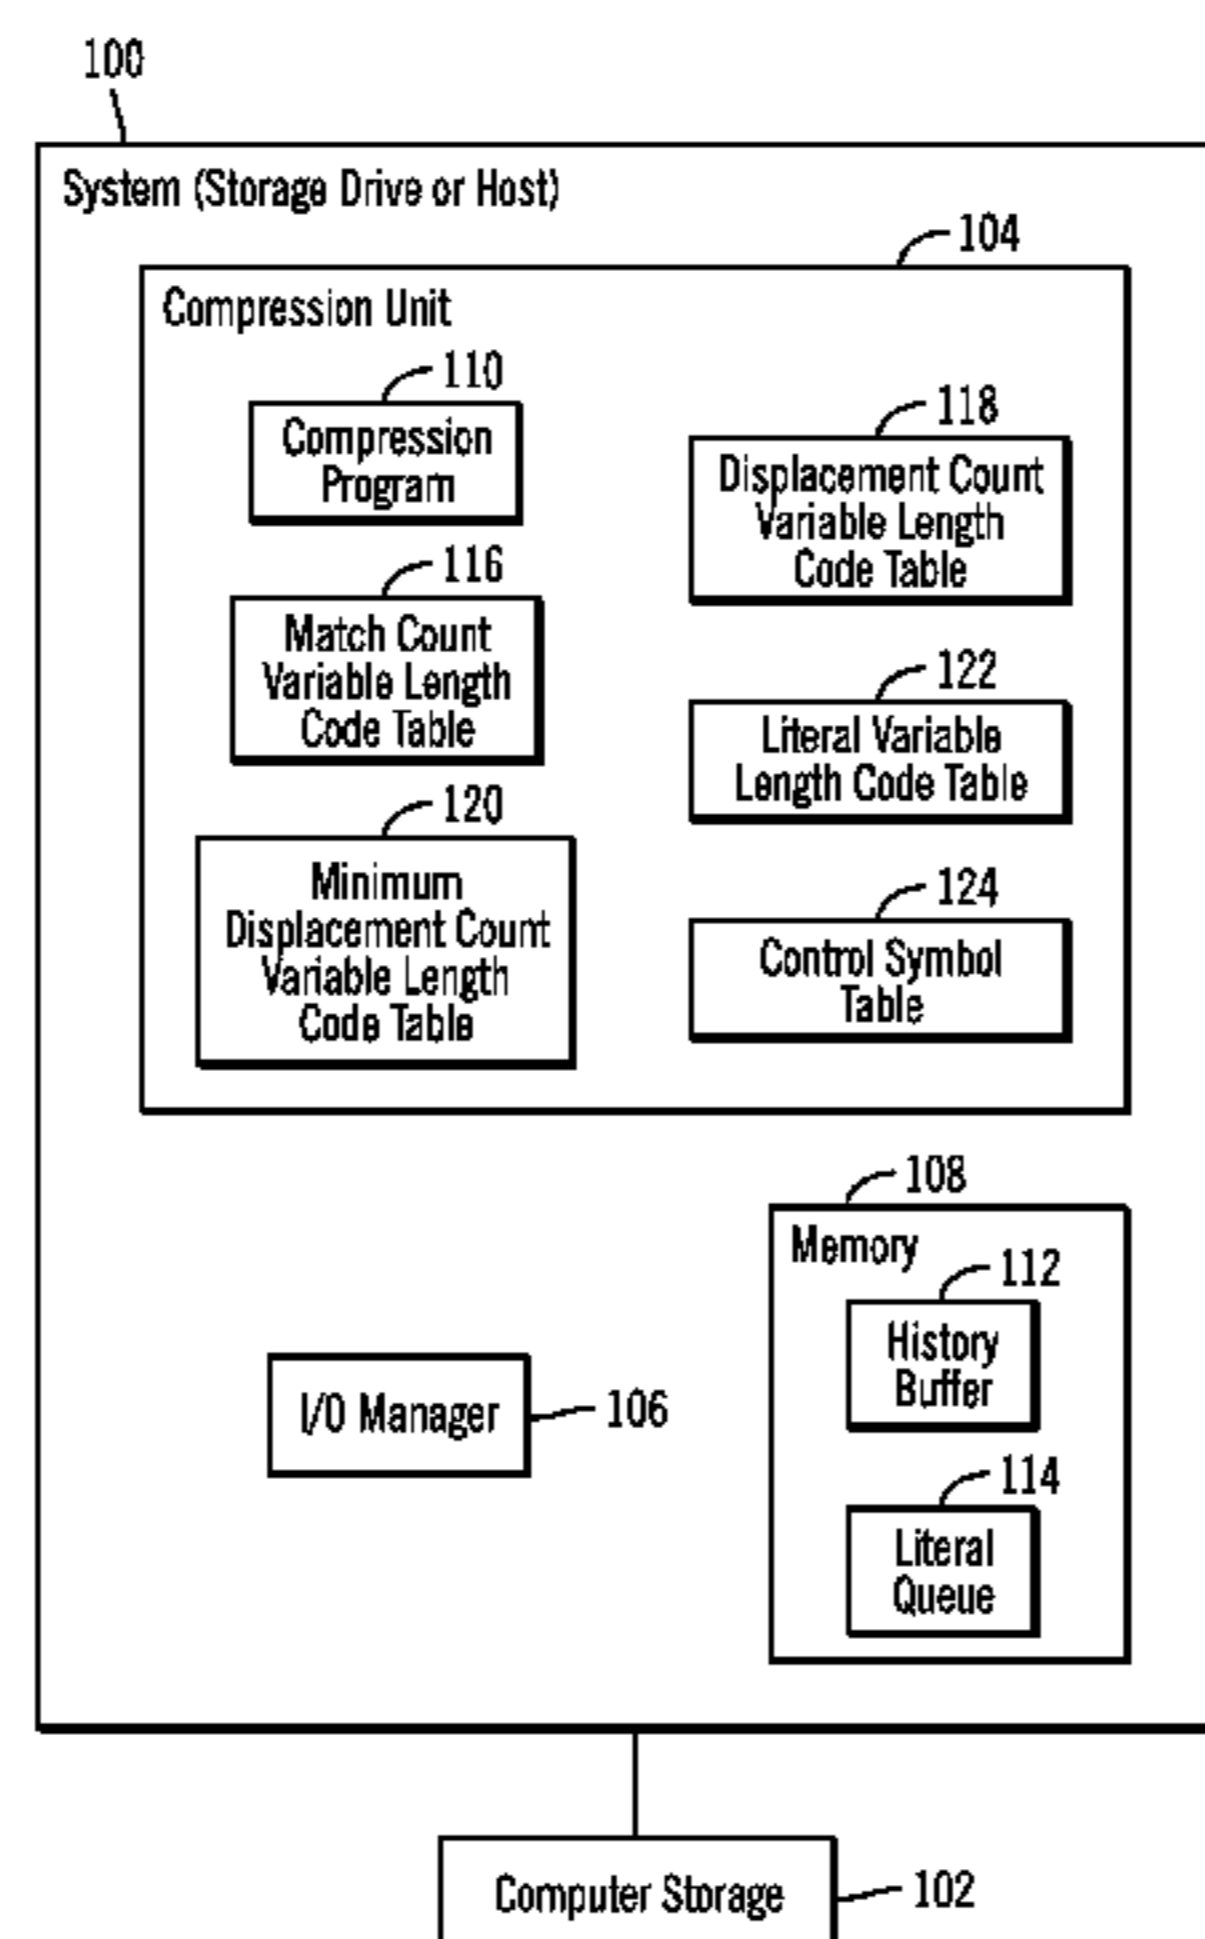 100
System (Storage Drive or Host)
104
Compression Unit
110
Compression
Program
118
Displacement Count
Variable Length
Code Table
116
Match Count
Variable Length
Code Table
122
Literal Variable
Length Code Table
120
Minimum
Displacement Count
Variable Length
Code Table
124
Control Symbol
Table
108
Memory
112
History
Buffer
I/O Manager
106
114
Literal
Queue
Computer Storage
102